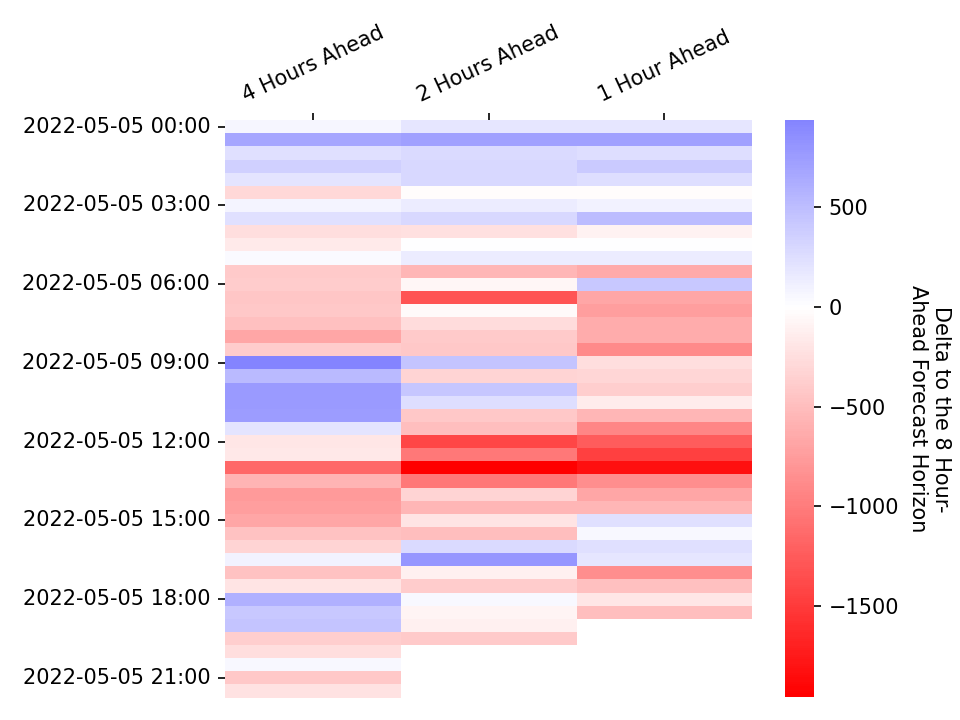 4 Hours Ahead
2 Hours Ahead
1 Hour Ahead
2022-05-05 00:00
2022-05-05 03:00
2022-05-05 06:00
2022-05-05 09:00
2022-05-05 12:00
2022-05-05 15:00
2022-05-05 18:00
2022-05-05 21:00
500
0
−500
−1000
−1500
Delta to the 8 Hour-
Ahead Forecast Horizon